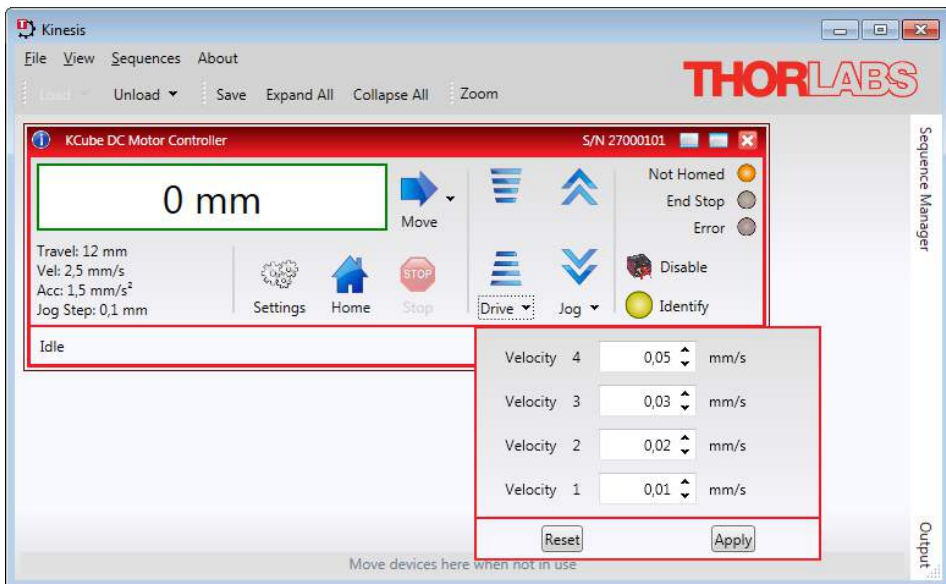 Kinesis
File View Sequences About
Load Unload Save Expand All Collapse All Zoom
THORLABS
KCube DC Motor Controller S/N 27000101
0 mm
Move
Not Homed
End Stop
Error
Travel: 12 mm
Vel: 2,5 mm/s
Acc: 1,5 mm/s²
Jog Step: 0,1 mm
Settings Home STOP Stop Drive Jog
Disable
Identify
Idle
Velocity 4 0,05 mm/s
Velocity 3 0,03 mm/s
Velocity 2 0,02 mm/s
Velocity 1 0,01 mm/s
Reset Apply
Move devices here when not in use
Sequence Manager
Output